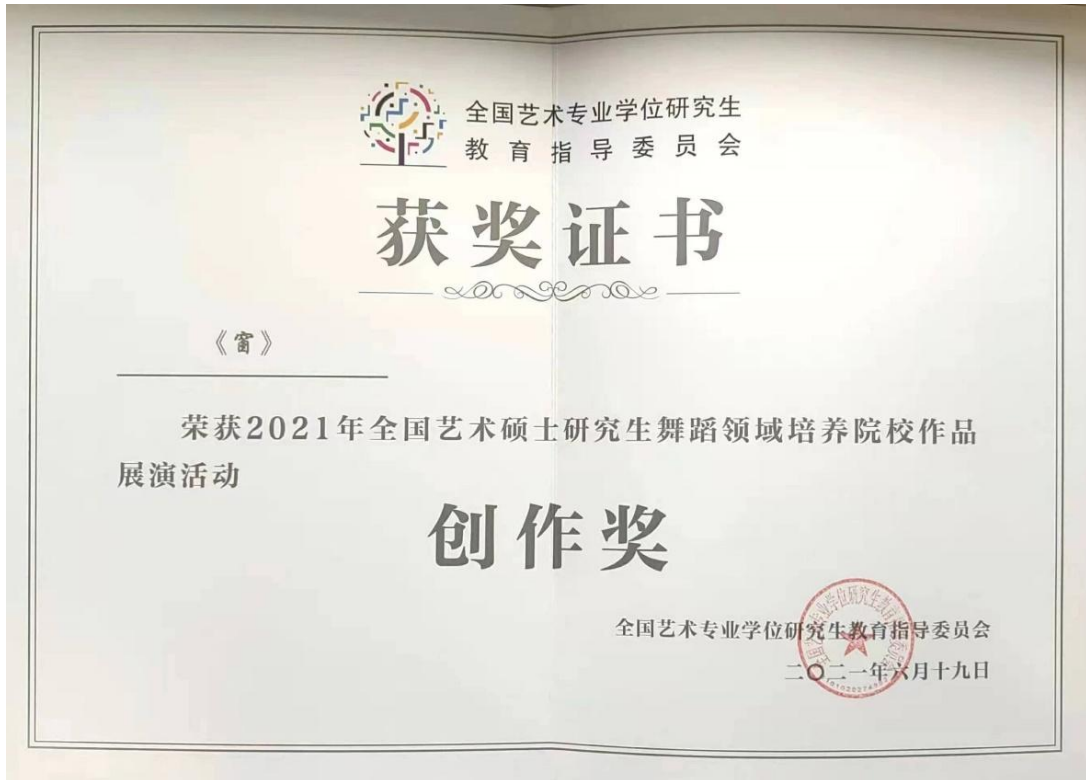 全国艺术专业学位研究生
教育指导委员会
获奖证书
《窗》
荣获2021年全国艺术硕士研究生舞蹈领域培养院校作品
展演活动
创作奖
全国艺术专业学位研究生教育指导委员会
二〇二一年六月十九日